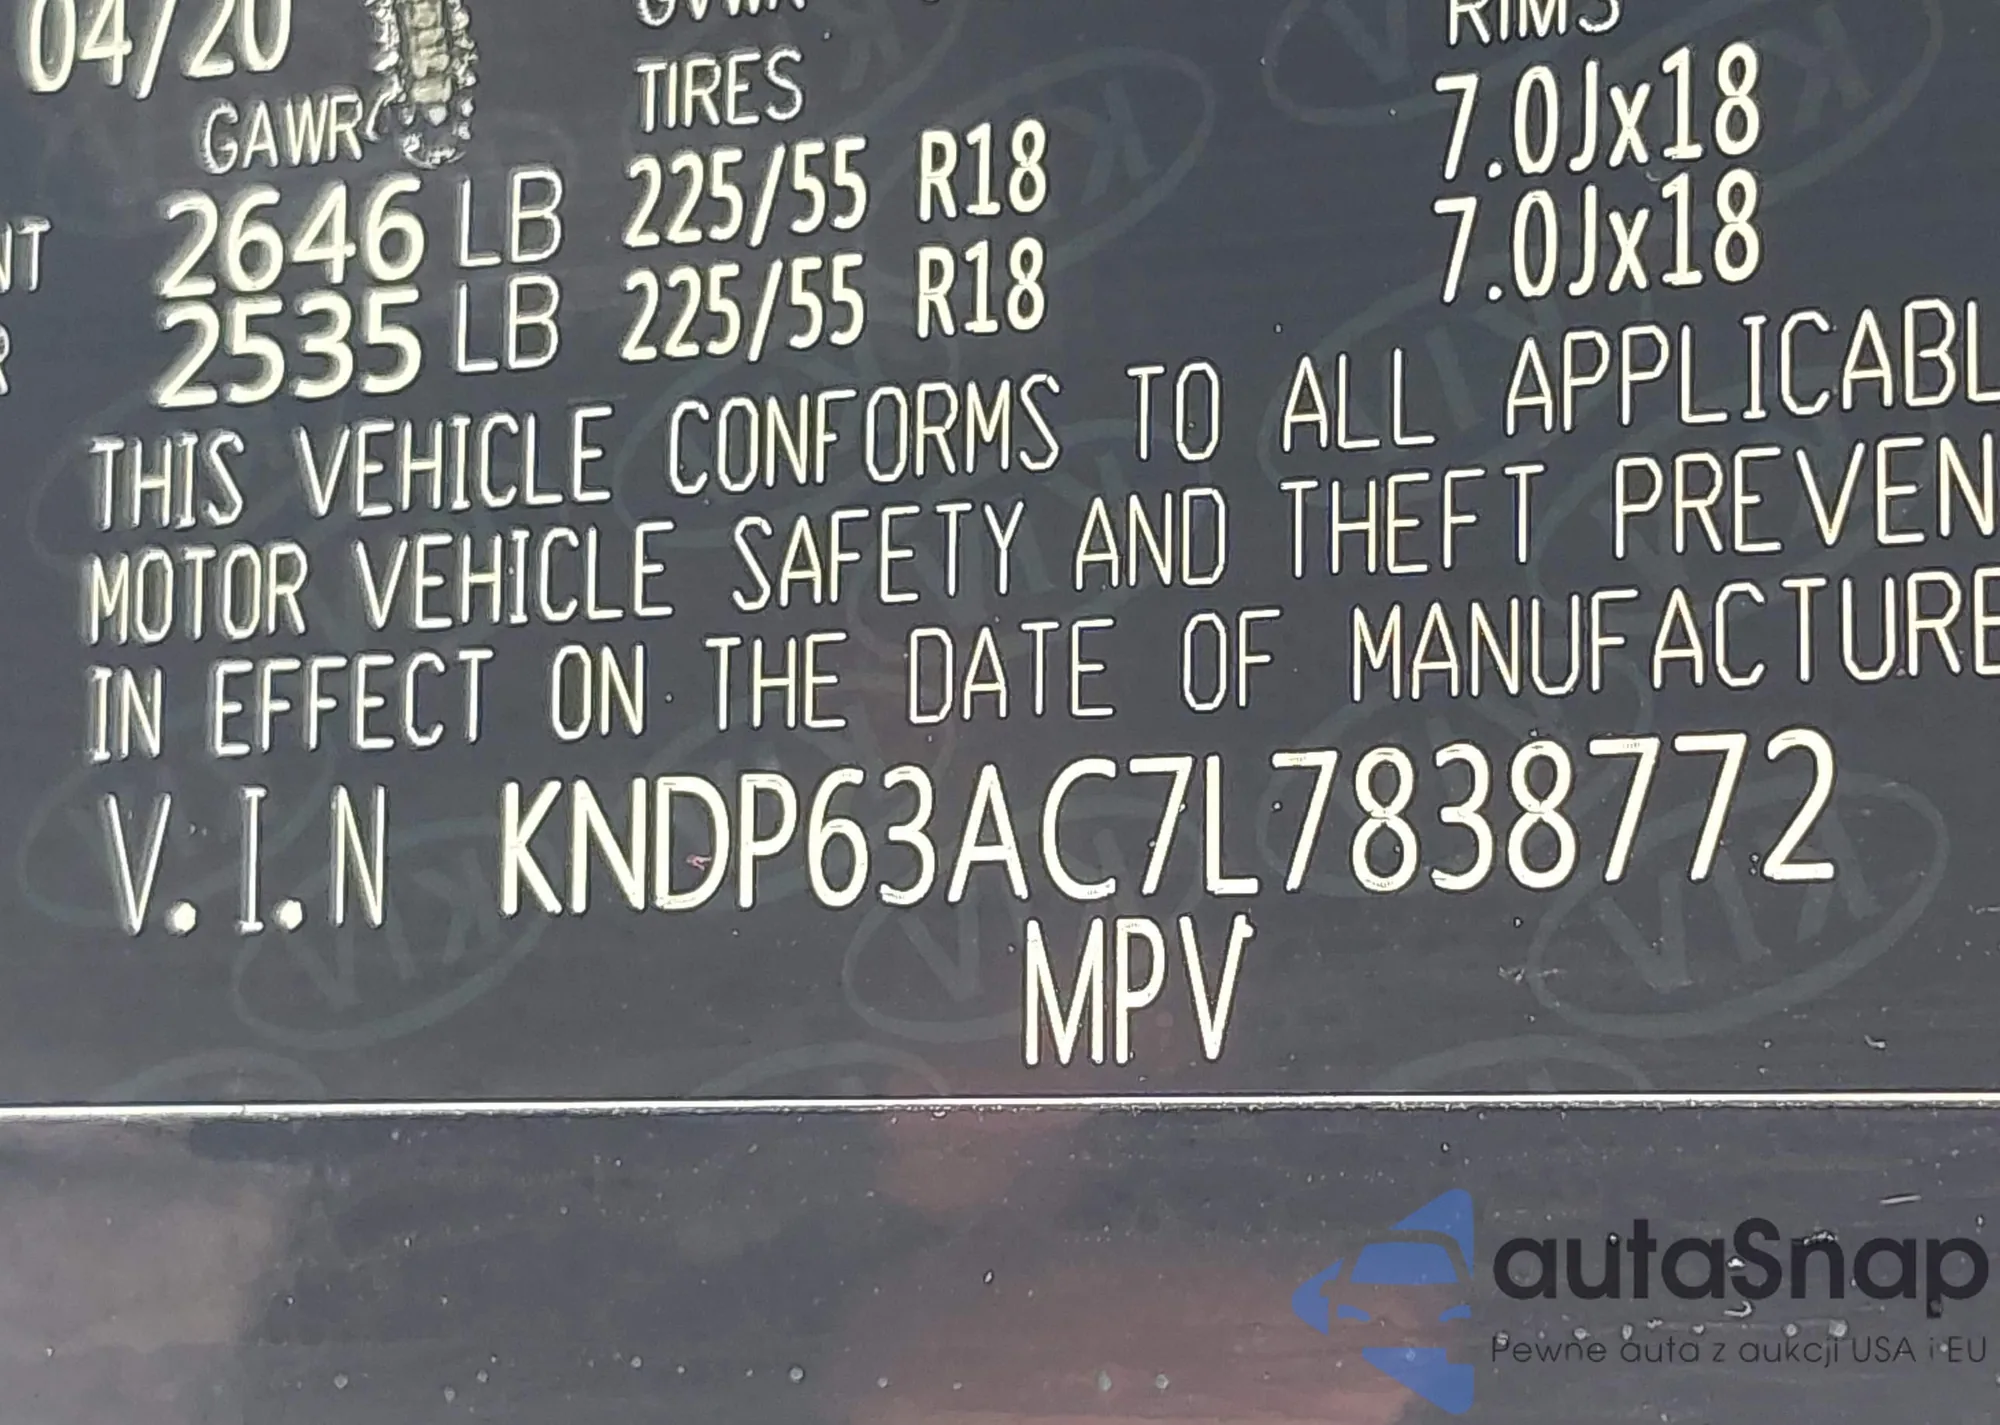 04/20
GVWR
RIMS
GAWR
TIRES
2646 LB 225/55 R18 7.0Jx18
2535 LB 225/55 R18 7.0Jx18
THIS VEHICLE CONFORMS TO ALL APPLICABL
MOTOR VEHICLE SAFETY AND THEFT PREVEN
IN EFFECT ON THE DATE OF MANUFACTURE
V.I.N KNDP63AC7L7838772
MPV
autaSnap
Pewne auta z aukcji USA i EU